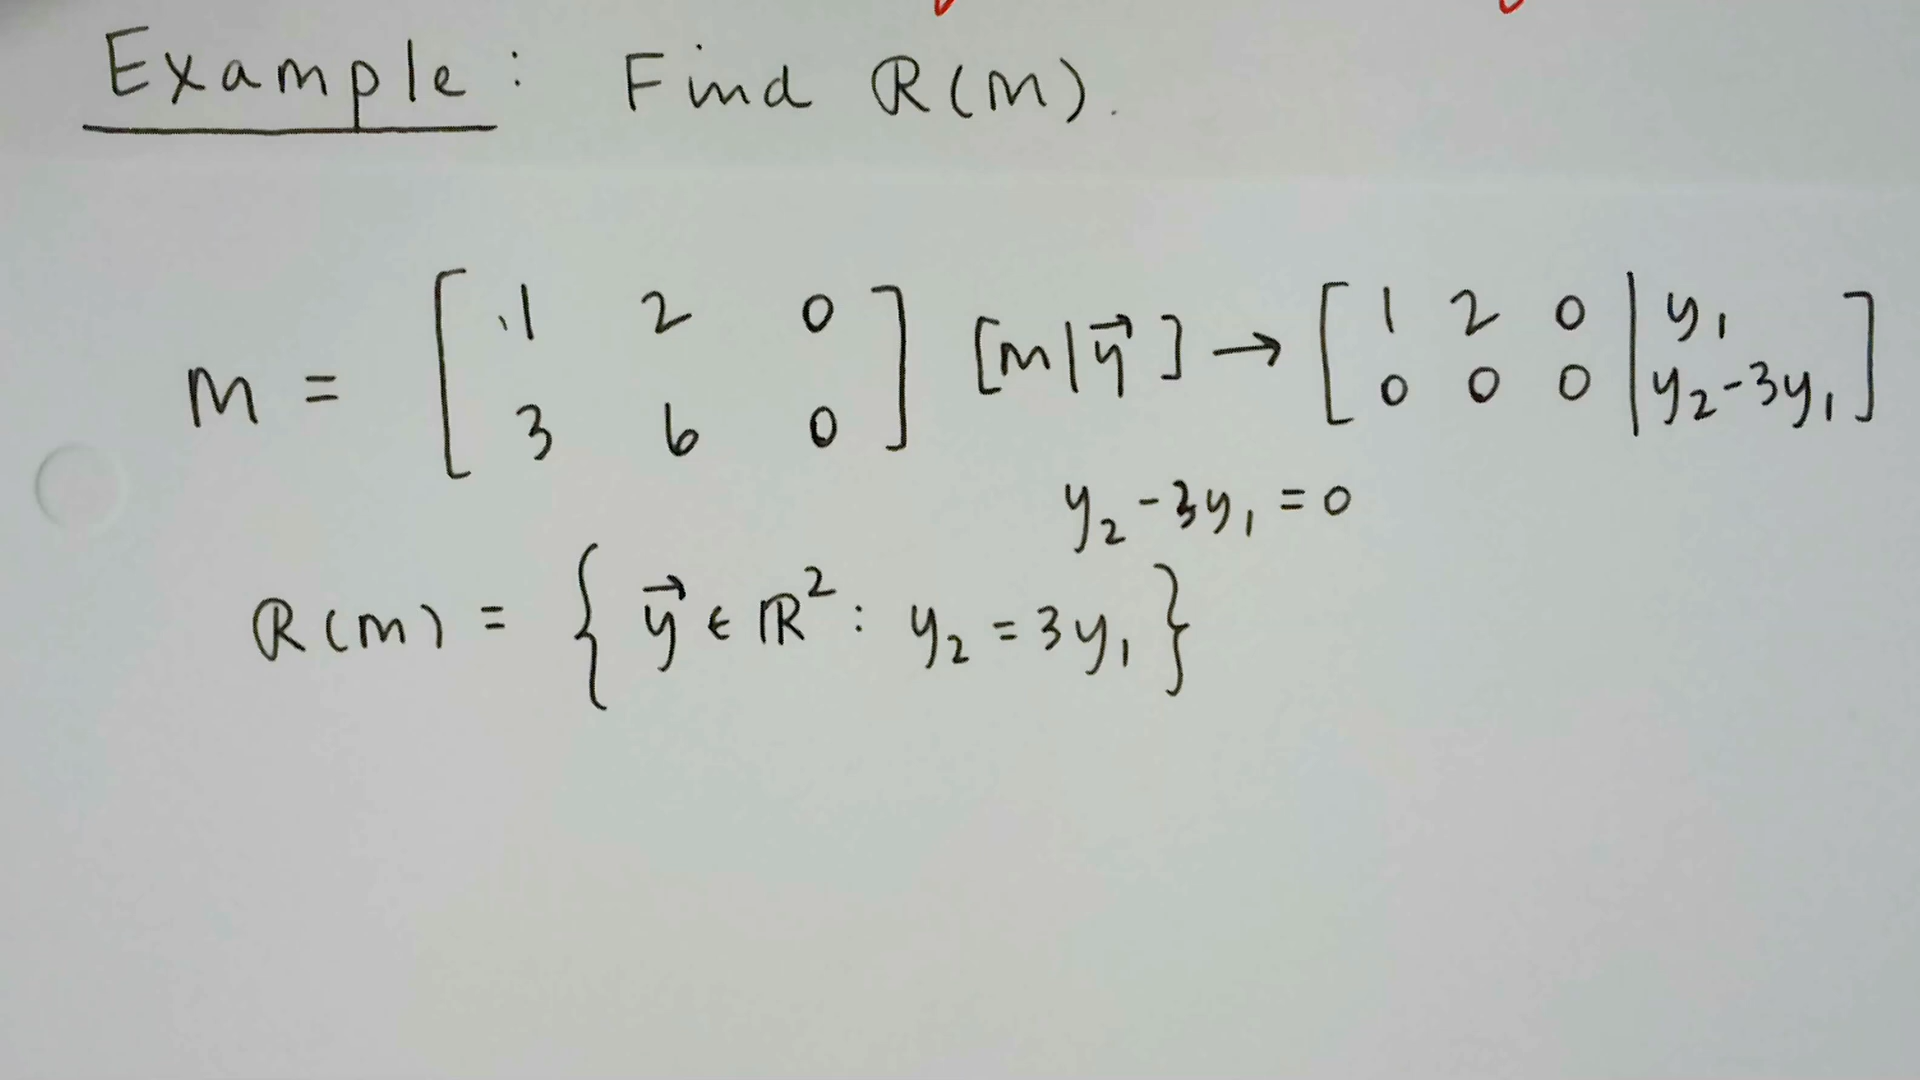 Example: Find R(M).
M = [ 1 2 0 ; 3 6 0 ] [M|y⃗] → [ 1 2 0 | y₁ ; 0 0 0 | y₂-3y₁ ]
y₂-3y₁ = 0
R(M) = { y⃗ ∈ ℝ² : y₂ = 3y₁ }